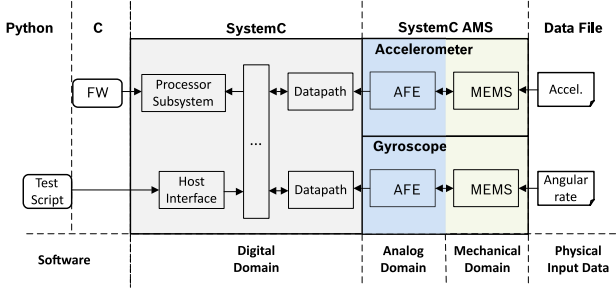 Python C SystemC SystemC AMS Data File
Accelerometer
FW Processor Subsystem Datapath AFE MEMS Accel.
...
Gyroscope
Test Script Host Interface Datapath AFE MEMS Angular rate
Software Digital Domain Analog Domain Mechanical Domain Physical Input Data